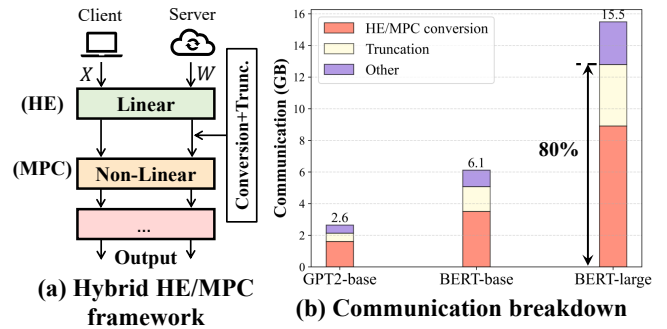 Client
Server
X
W
(HE)
Linear
Conversion+Trunc.
(MPC)
Non-Linear
...
Output
(a) Hybrid HE/MPC
framework
Communication (GB)
16
14
12
10
8
6
4
2
0
HE/MPC conversion
Truncation
Other
2.6
6.1
15.5
80%
GPT2-base
BERT-base
BERT-large
(b) Communication breakdown